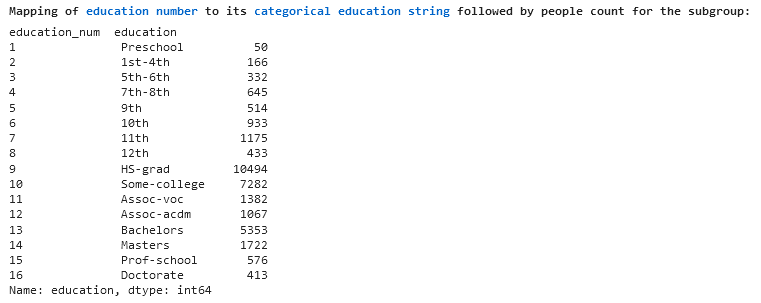 Mapping of education number to its categorical education string followed by people count for the subgroup:
education_num  education
1              Preschool          50
2              1st-4th           166
3              5th-6th           332
4              7th-8th           645
5              9th               514
6              10th              933
7              11th             1175
8              12th              433
9              HS-grad         10494
10             Some-college     7282
11             Assoc-voc        1382
12             Assoc-acdm       1067
13             Bachelors        5353
14             Masters          1722
15             Prof-school       576
16             Doctorate         413
Name: education, dtype: int64